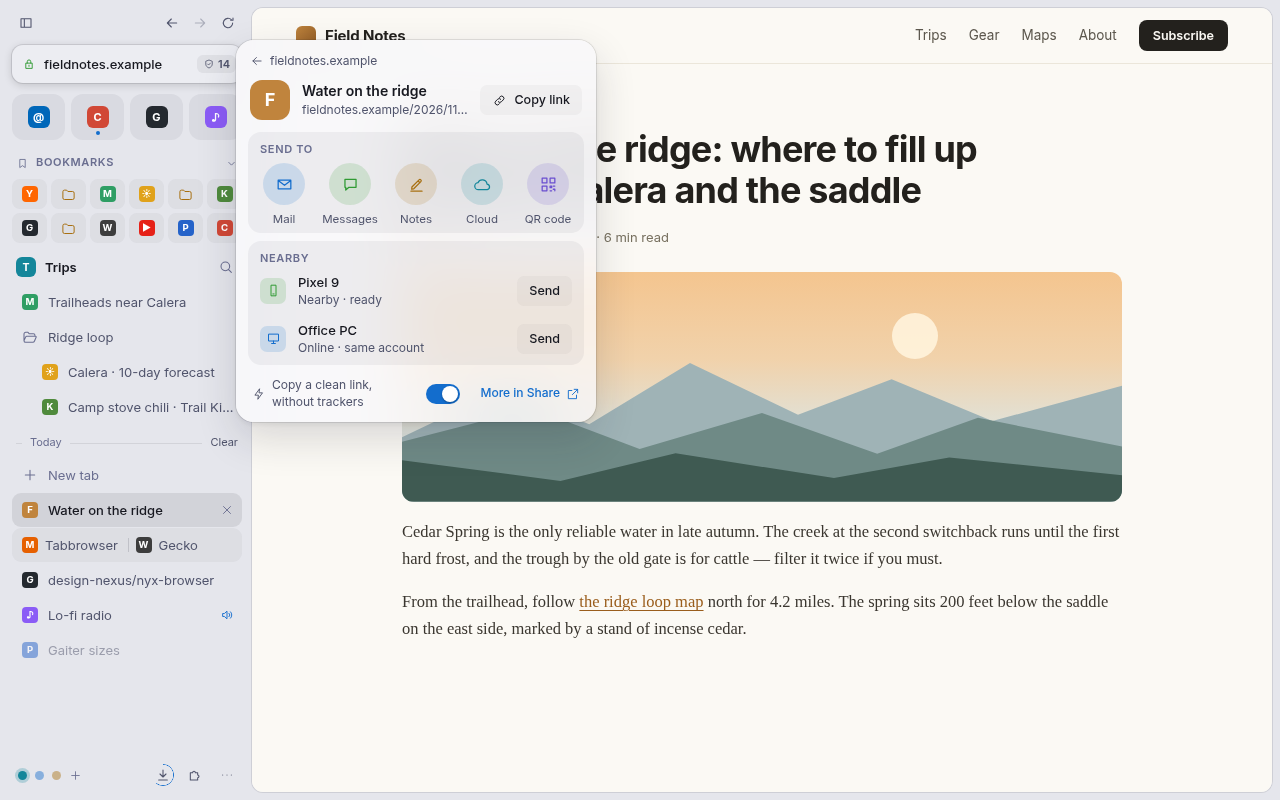 fieldnotes.example
14
@
C
G
BOOKMARKS
Y
M
K
G
W
P
C
T Trips
M Trailheads near Calera
Ridge loop
Calera · 10-day forecast
K Camp stove chili · Trail Ki...
Today
Clear
New tab
F Water on the ridge
M Tabbrowser
W Gecko
G design-nexus/nyx-browser
Lo-fi radio
P Gaiter sizes
fieldnotes.example
F
Water on the ridge
fieldnotes.example/2026/11...
Copy link
SEND TO
Mail
Messages
Notes
Cloud
QR code
NEARBY
Pixel 9
Nearby · ready
Send
Office PC
Online · same account
Send
Copy a clean link,
without trackers
More in Share
Field Notes
Trips
Gear
Maps
About
Subscribe
e ridge: where to fill up
alera and the saddle
· 6 min read
Cedar Spring is the only reliable water in late autumn. The creek at the second switchback runs until the first
hard frost, and the trough by the old gate is for cattle — filter it twice if you must.
From the trailhead, follow the ridge loop map north for 4.2 miles. The spring sits 200 feet below the saddle
on the east side, marked by a stand of incense cedar.